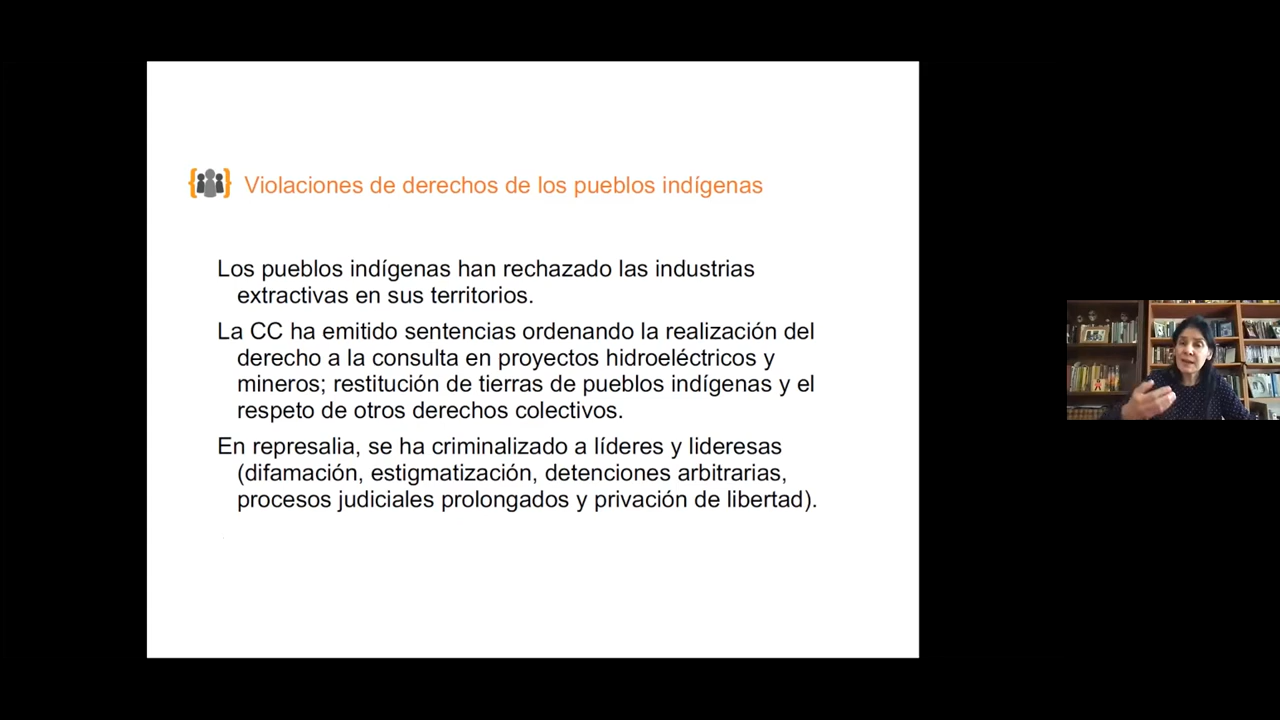 Violaciones de derechos de los pueblos indígenas
Los pueblos indígenas han rechazado las industrias
extractivas en sus territorios.
La CC ha emitido sentencias ordenando la realización del
derecho a la consulta en proyectos hidroeléctricos y
mineros; restitución de tierras de pueblos indígenas y el
respeto de otros derechos colectivos.
En represalia, se ha criminalizado a líderes y lideresas
(difamación, estigmatización, detenciones arbitrarias,
procesos judiciales prolongados y privación de libertad).